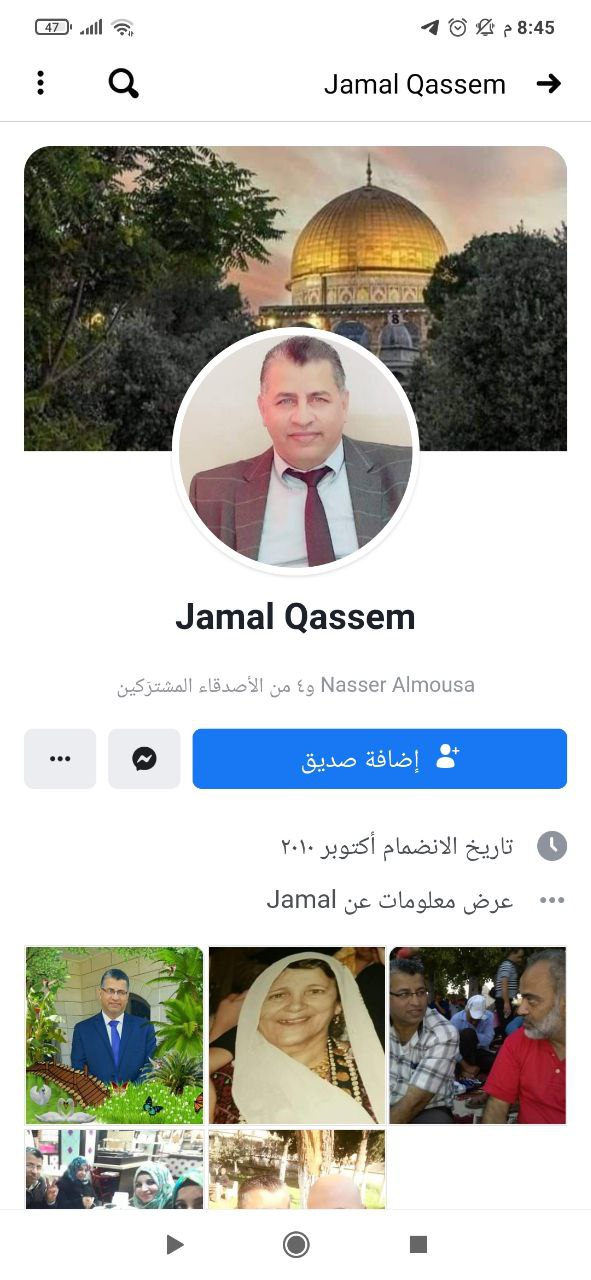 47
8:45 م
Jamal Qassem
Jamal Qassem
Nasser Almousa و٤ من الأصدقاء المشتركين
إضافة صديق
تاريخ الانضمام أكتوبر ٢٠١٠
عرض معلومات عن Jamal